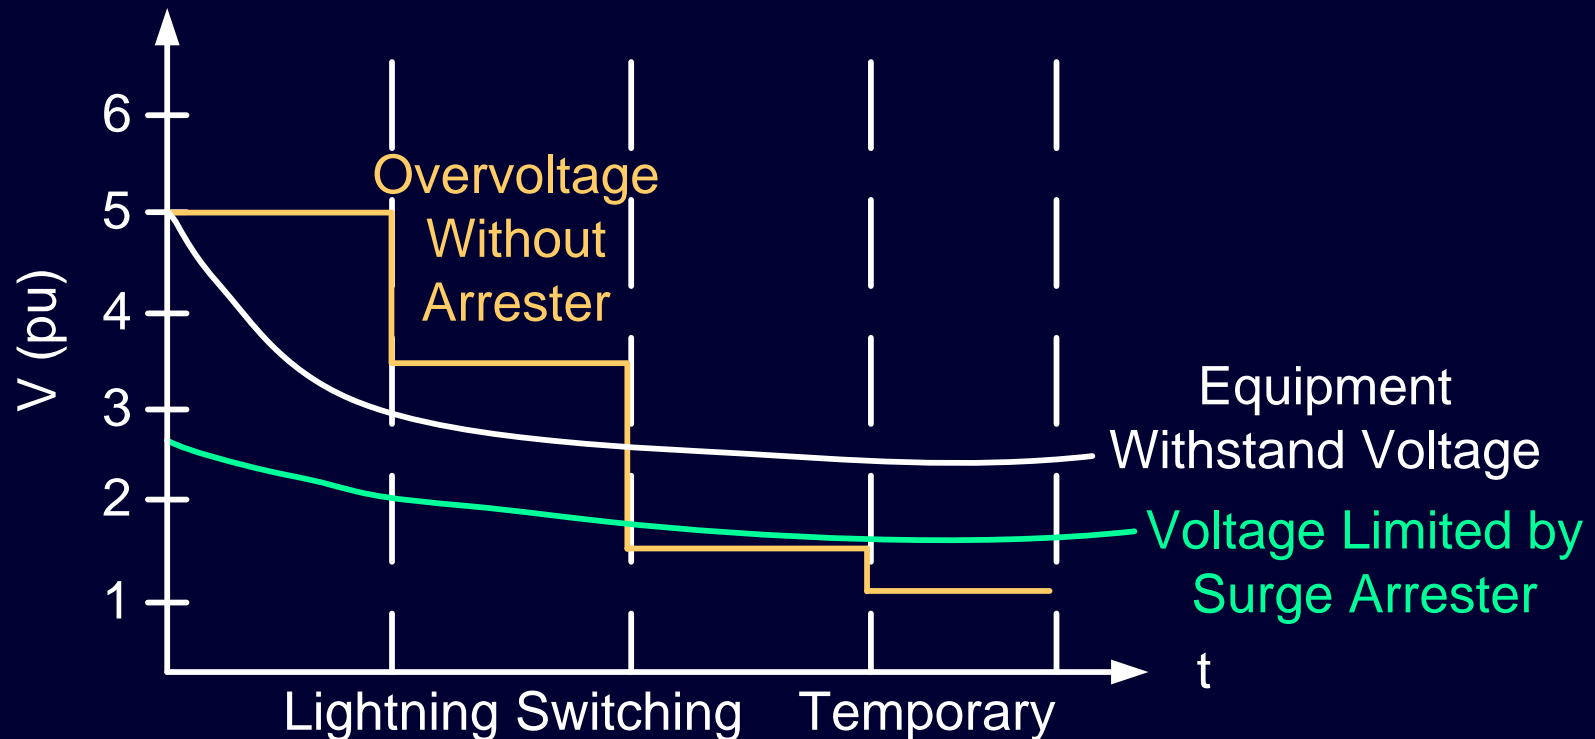 6
5
4
3
2
1
V (pu)
Overvoltage
Without
Arrester
Equipment
Withstand Voltage
Voltage Limited by
Surge Arrester
t
Lightning Switching Temporary